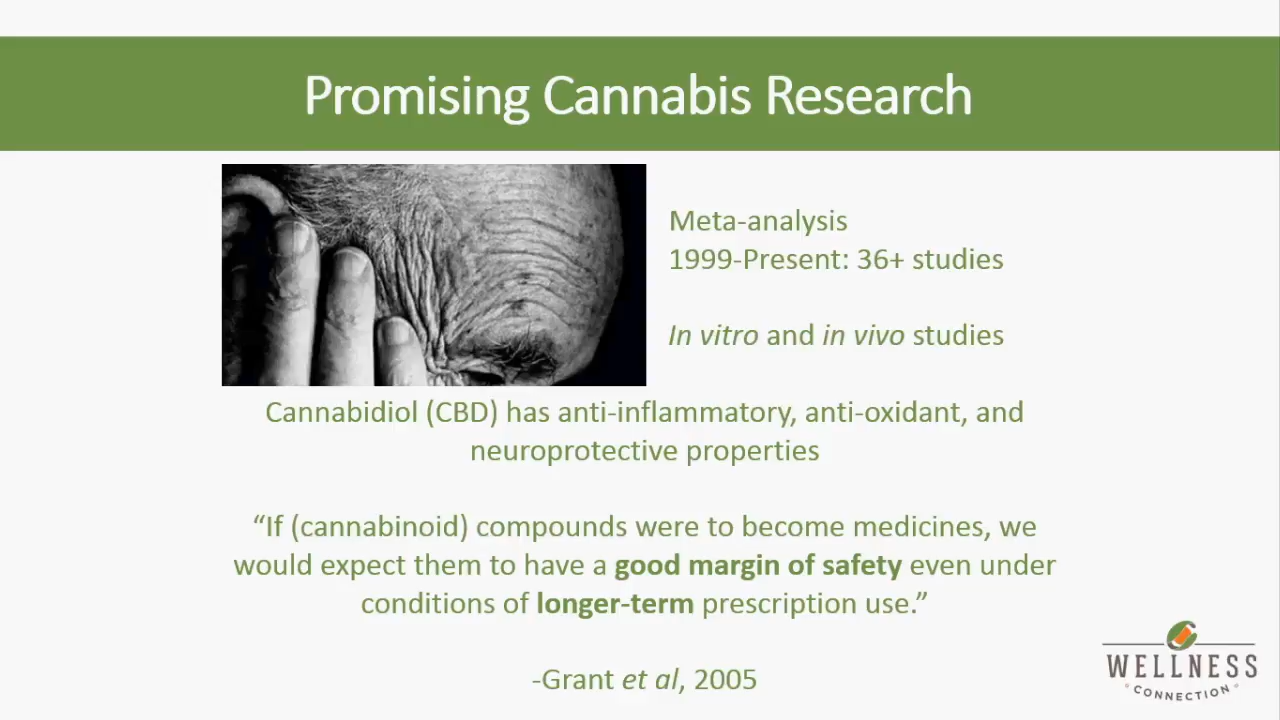 Promising Cannabis Research
Meta-analysis
1999-Present: 36+ studies
In vitro and in vivo studies
Cannabidiol (CBD) has anti-inflammatory, anti-oxidant, and
neuroprotective properties
“If (cannabinoid) compounds were to become medicines, we
would expect them to have a good margin of safety even under
conditions of longer-term prescription use.”
-Grant et al, 2005
WELLNESS
CONNECTION